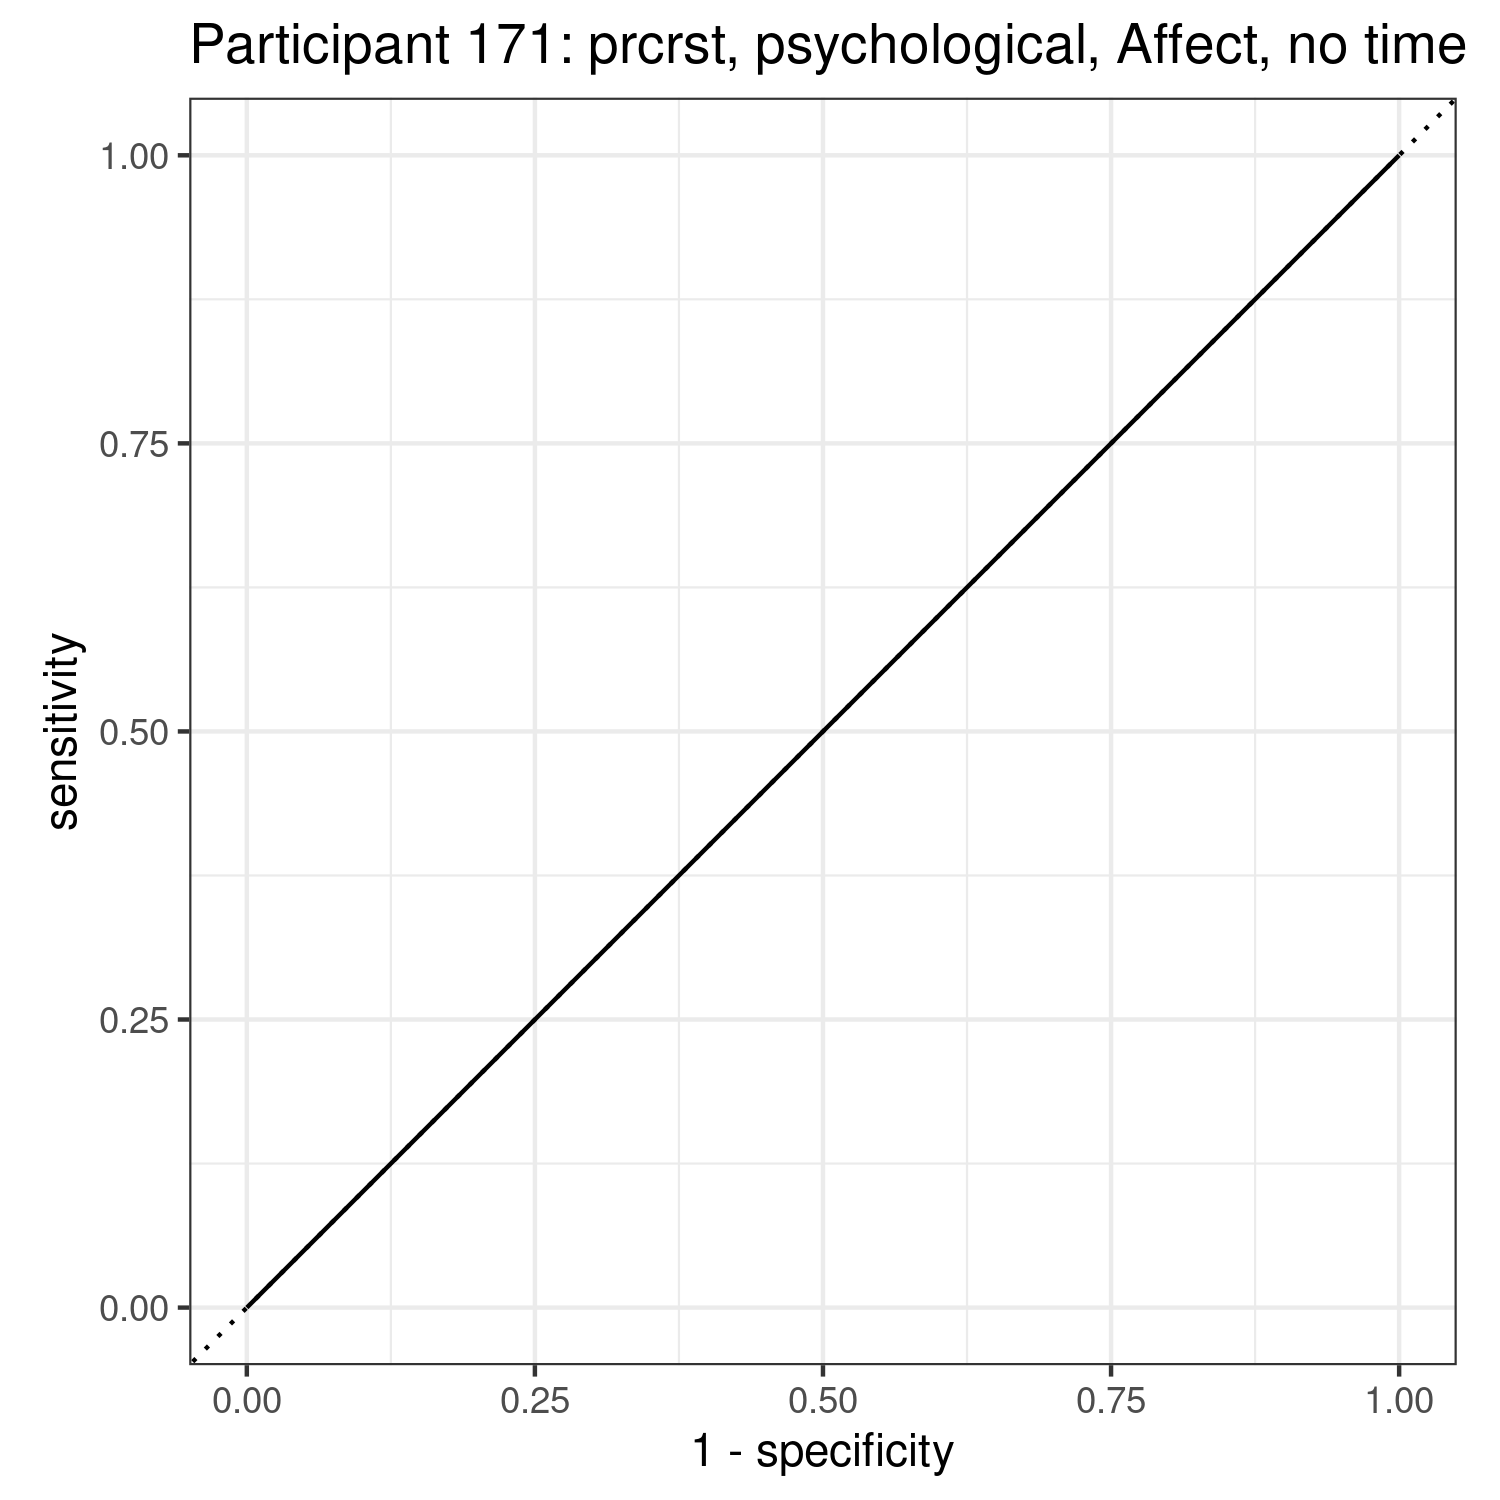 Participant 171: prcrst, psychological, Affect, no time
1.00
0.75
0.50
0.25
0.00
sensitivity
0.00 0.25 0.50 0.75 1.00
1 - specificity